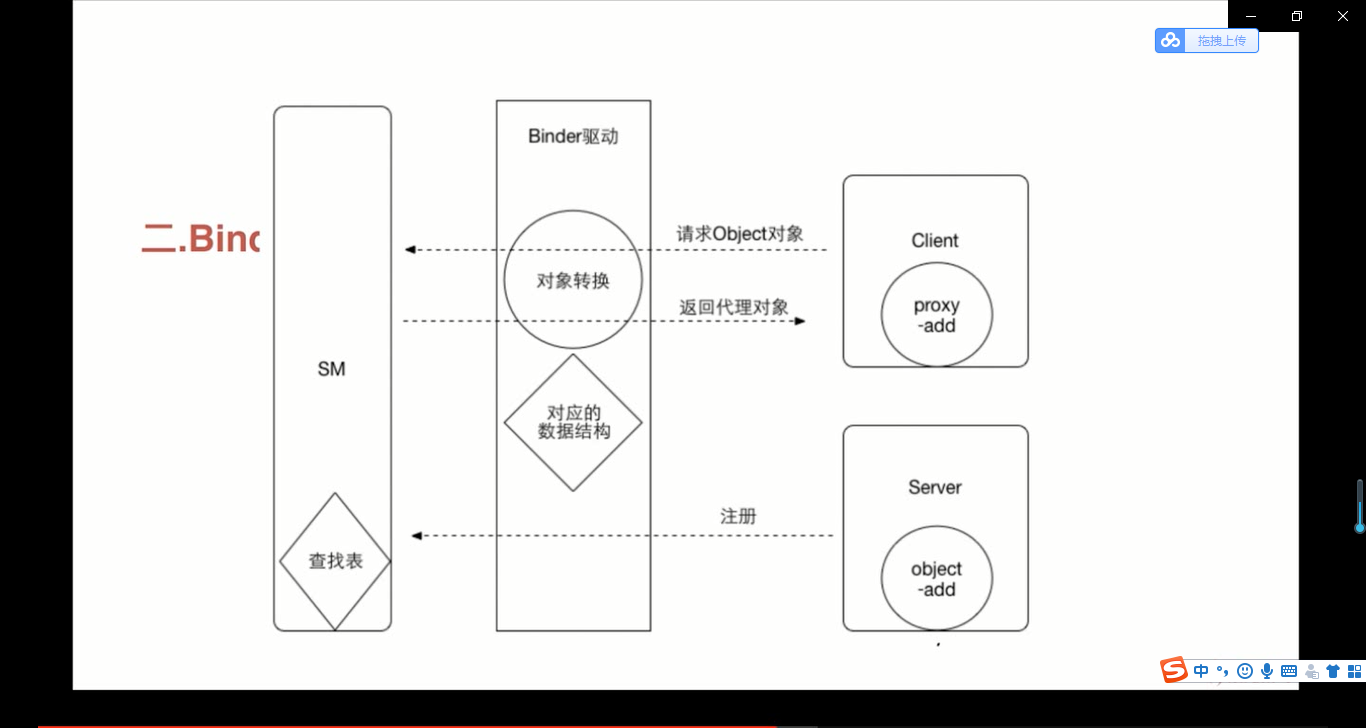 拖拽上传
Binder驱动
请求Object对象
二.Binc
Client
对象转换
返回代理对象
proxy
-add
SM
对应的
数据结构
Server
注册
查找表
object
-add
中